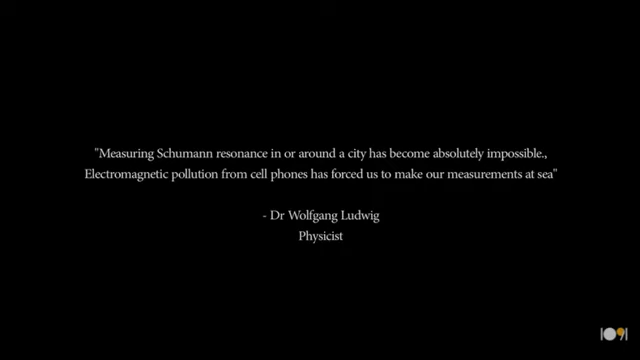 "Measuring Schumann resonance in or around a city has become absolutely impossible.,
Electromagnetic pollution from cell phones has forced us to make our measurements at sea"
- Dr Wolfgang Ludwig
Physicist
1091